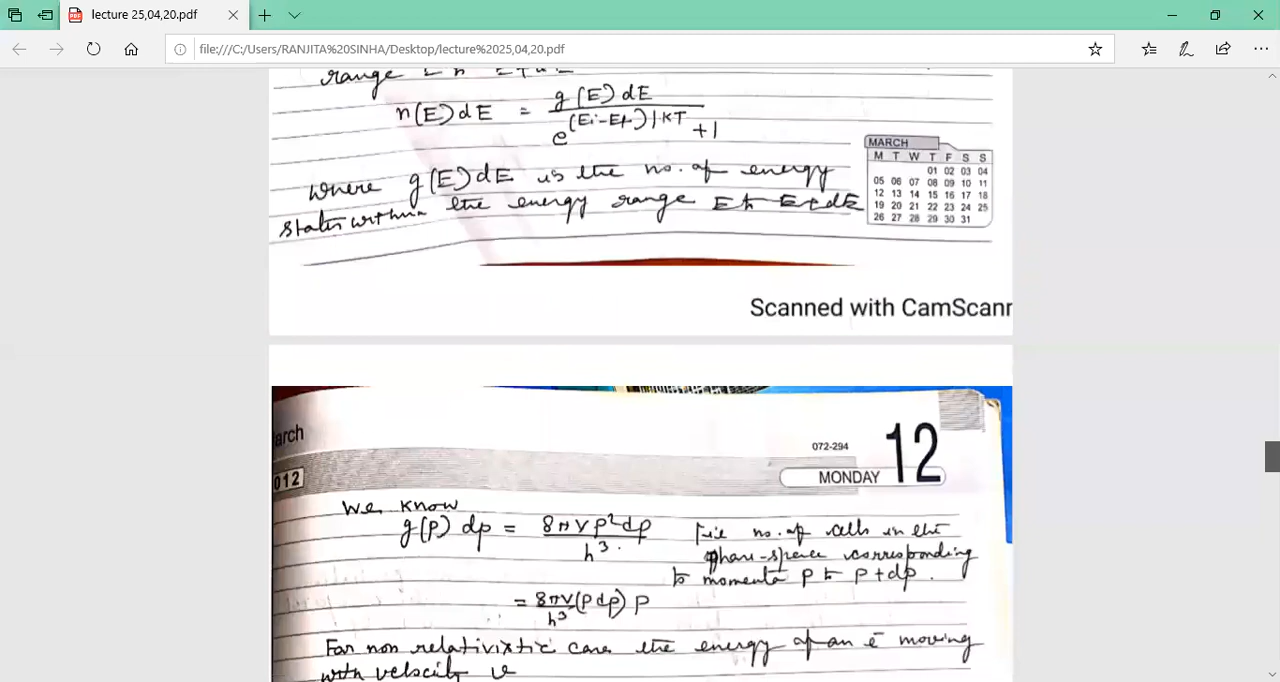 lecture 25,04,20.pdf
file:///C:/Users/RANJITA%20SINHA/Desktop/lecture%2025,04,20.pdf
range
n(E)dE = g(E)dE / e^(Ei-Ef)/KT +1
where g(E)dE is the no. of energy
states within the energy range E to E+dE
MARCH
M T W T F S S
01 02 03 04
05 06 07 08 09 10 11
12 13 14 15 16 17 18
19 20 21 22 23 24 25
26 27 28 29 30 31
Scanned with CamScanr
arch
012
072-294
MONDAY 12
We know
g(P) dp = 8πVP²dp / h³. [i.e no. of cells in the
phase-space corresponding
to momenta P to P+dp.
= 8πV/h³ (Pdp) P
For non relativistic case the energy of an e moving
with velocity v